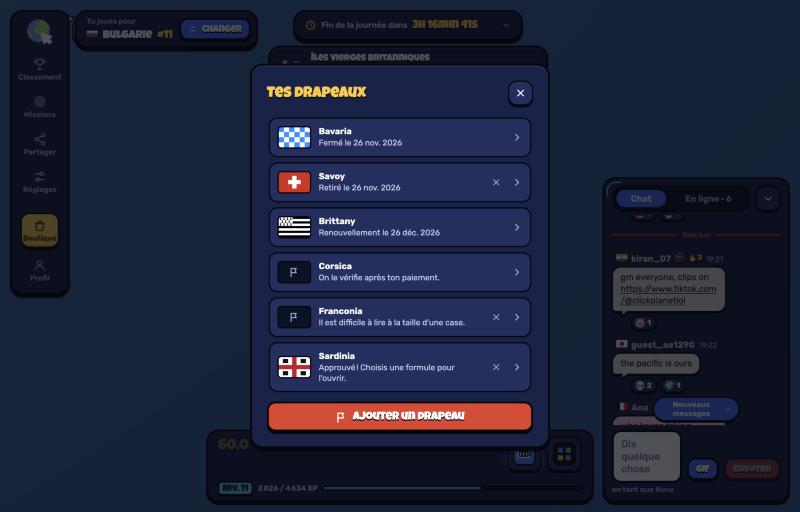 Tu joues pour
BULGARIE #11
CHANGER
Fin de la journée dans 3H 16min 41S
ÎLES VIERGES BRITANNIQUES
Classement
Missions
Partager
Réglages
Boutique
Profil
Tes drapeaux
Bavaria
Fermé le 26 nov. 2026
Savoy
Retiré le 26 nov. 2026
Brittany
Renouvellement le 26 déc. 2026
Corsica
On le vérifie après ton paiement.
Franconia
Il est difficile à lire à la taille d'une case.
Sardinia
Approuvé ! Choisis une formule pour
l'ouvrir.
Ajouter un drapeau
NIV. 11
2 826 / 4 634 XP
Chat
En ligne · 6
Non lus
kiran_07 3 19:21
gm everyone, clips on
https://www.tiktok.com
/@clickplanetlol
1
guest_aa1290 19:22
the pacific is ours
2 1
Ana
Nouveaux
messages
Dis
quelque
chose
GIF
ENVOYER
en tant que Nova